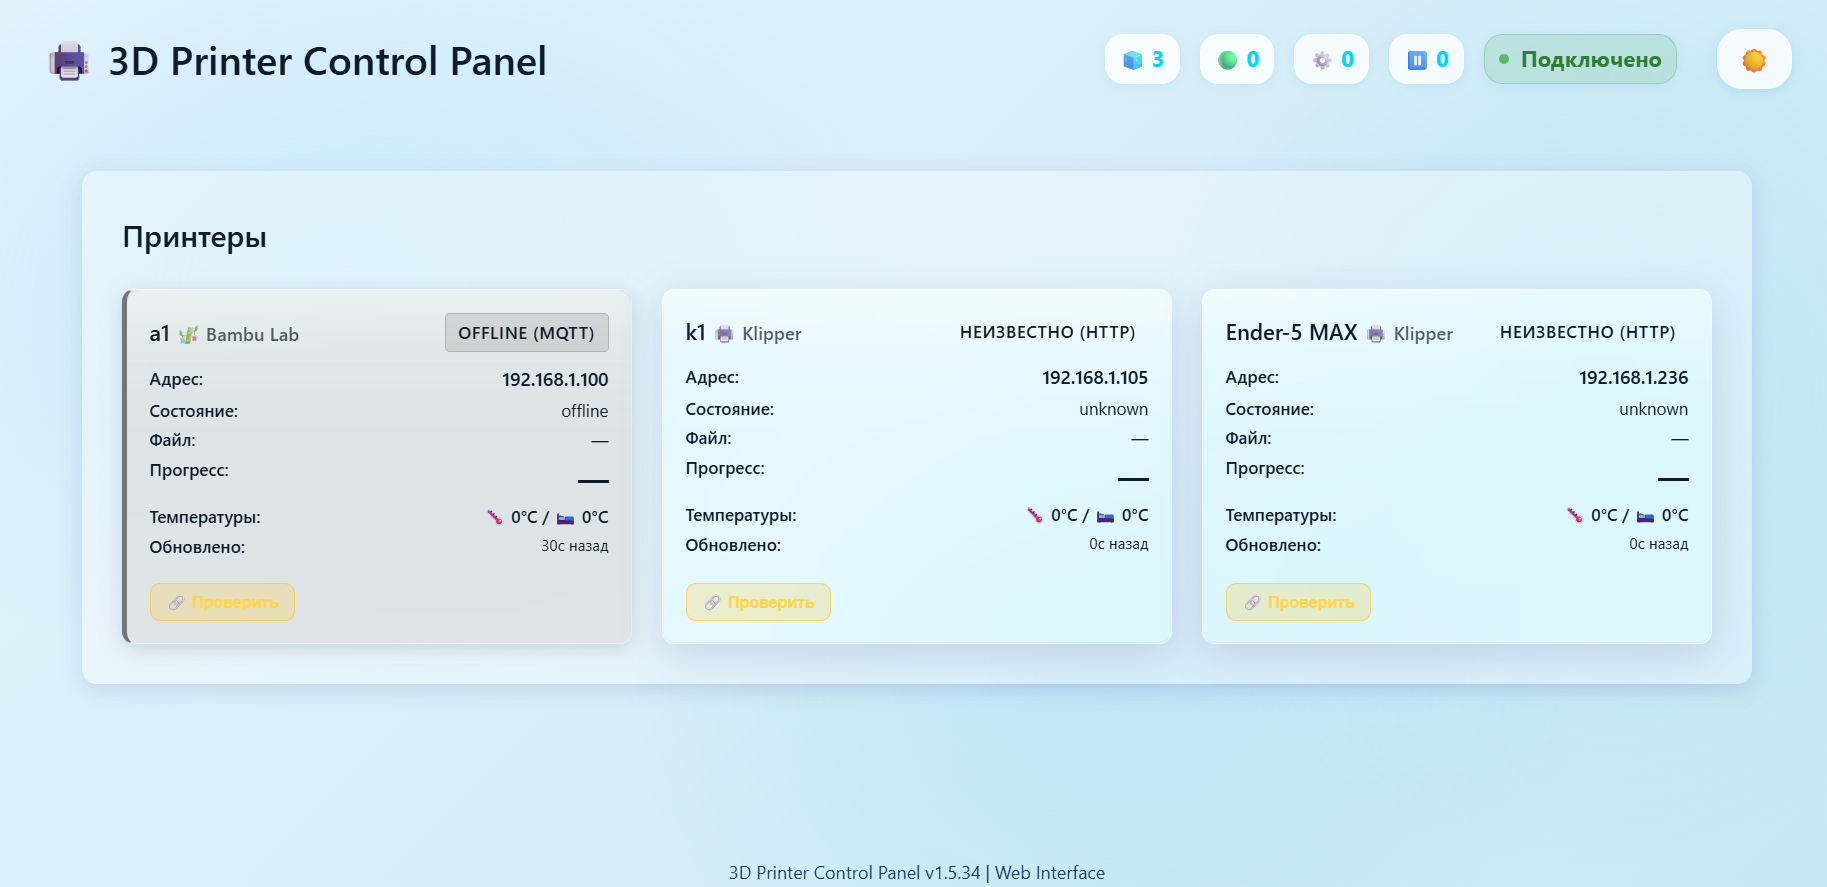 3D Printer Control Panel
3
0
0
0
Подключено
Принтеры
a1 Bambu Lab
OFFLINE (MQTT)
Адрес: 192.168.1.100
Состояние: offline
Файл: —
Прогресс: —
Температуры: 0°C / 0°C
Обновлено: 30с назад
Проверить
k1 Klipper
НЕИЗВЕСТНО (HTTP)
Адрес: 192.168.1.105
Состояние: unknown
Файл: —
Прогресс: —
Температуры: 0°C / 0°C
Обновлено: 0с назад
Проверить
Ender-5 MAX Klipper
НЕИЗВЕСТНО (HTTP)
Адрес: 192.168.1.236
Состояние: unknown
Файл: —
Прогресс: —
Температуры: 0°C / 0°C
Обновлено: 0с назад
Проверить
3D Printer Control Panel v1.5.34 | Web Interface